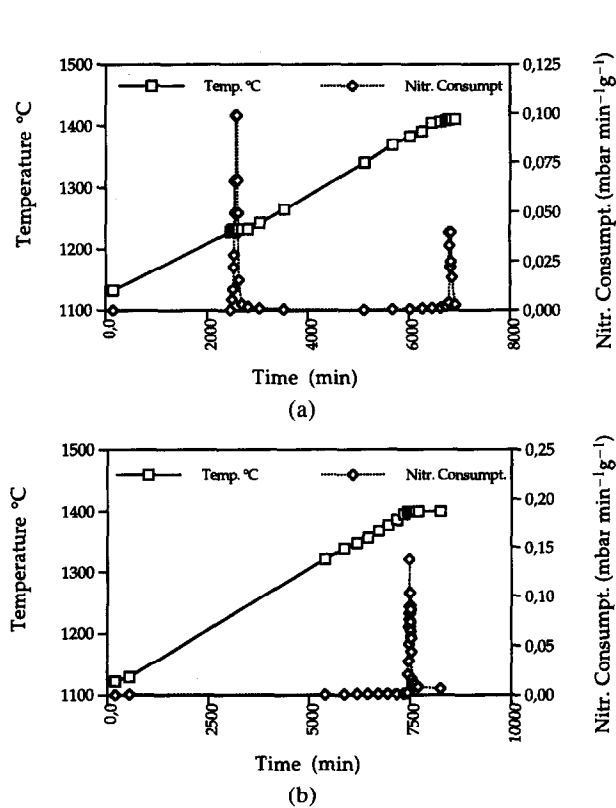 1500
1400
1300
1200
1100
Temperature °C
Temp. °C
Nitr. Consumpt
0,125
0,100
0,075
0,050
0,025
0,000
Nitr. Consumpt. (mbar min⁻¹g⁻¹)
0,0
2000
4000
6000
8000
Time (min)
(a)
1500
1400
1300
1200
1100
Temperature °C
Temp. °C
Nitr. Consumpt.
0,25
0,20
0,15
0,10
0,05
0,00
Nitr. Consumpt. (mbar min⁻¹g⁻¹)
0,0
2500
5000
7500
10000
Time (min)
(b)